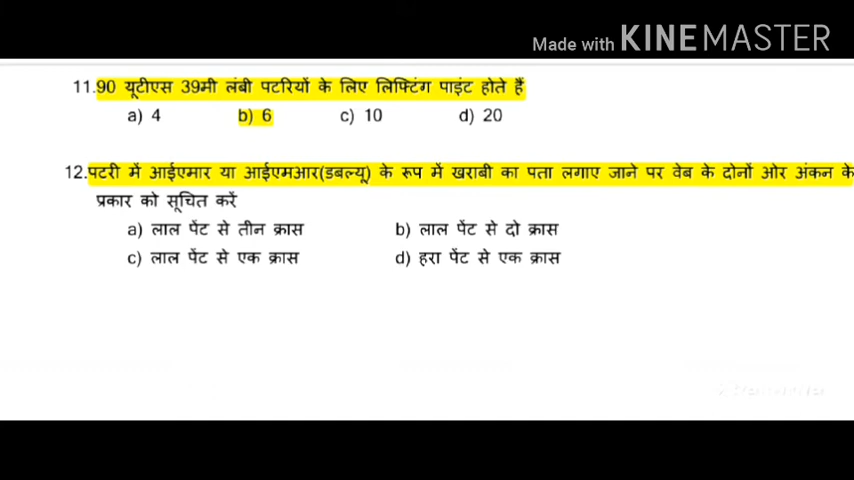 Made with KINEMASTER
11.90 यूटीएस 39मी लंबी पटरियों के लिए लिफ्टिंग पाइंट होते हैं
a) 4 b) 6 c) 10 d) 20
12.पटरी में आईएमार या आईएमआर(डबल्यू) के रूप में खराबी का पता लगाए जाने पर वेब के दोनों ओर अंकन के
प्रकार को सूचित करें
a) लाल पेंट से तीन क्रास b) लाल पेंट से दो क्रास
c) लाल पेंट से एक क्रास d) हरा पेंट से एक क्रास